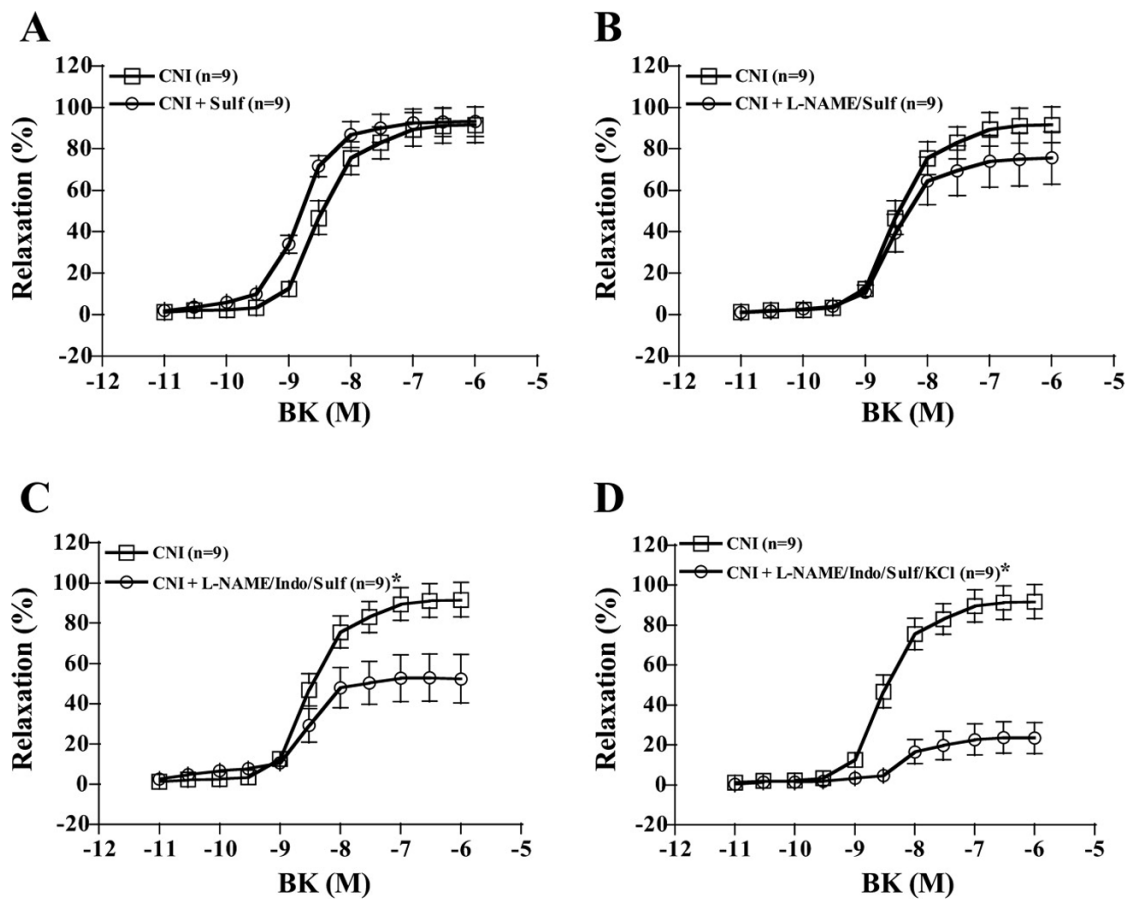 A
CNI (n=9)
CNI + Sulf (n=9)
120
100
80
60
40
20
0
-20
Relaxation (%)
-12 -11 -10 -9 -8 -7 -6 -5
BK (M)
B
CNI (n=9)
CNI + L-NAME/Sulf (n=9)
120
100
80
60
40
20
0
-20
Relaxation (%)
-12 -11 -10 -9 -8 -7 -6 -5
BK (M)
C
CNI (n=9)
CNI + L-NAME/Indo/Sulf (n=9)*
120
100
80
60
40
20
0
-20
Relaxation (%)
-12 -11 -10 -9 -8 -7 -6 -5
BK (M)
D
CNI (n=9)
CNI + L-NAME/Indo/Sulf/KCl (n=9)*
120
100
80
60
40
20
0
-20
Relaxation (%)
-12 -11 -10 -9 -8 -7 -6 -5
BK (M)